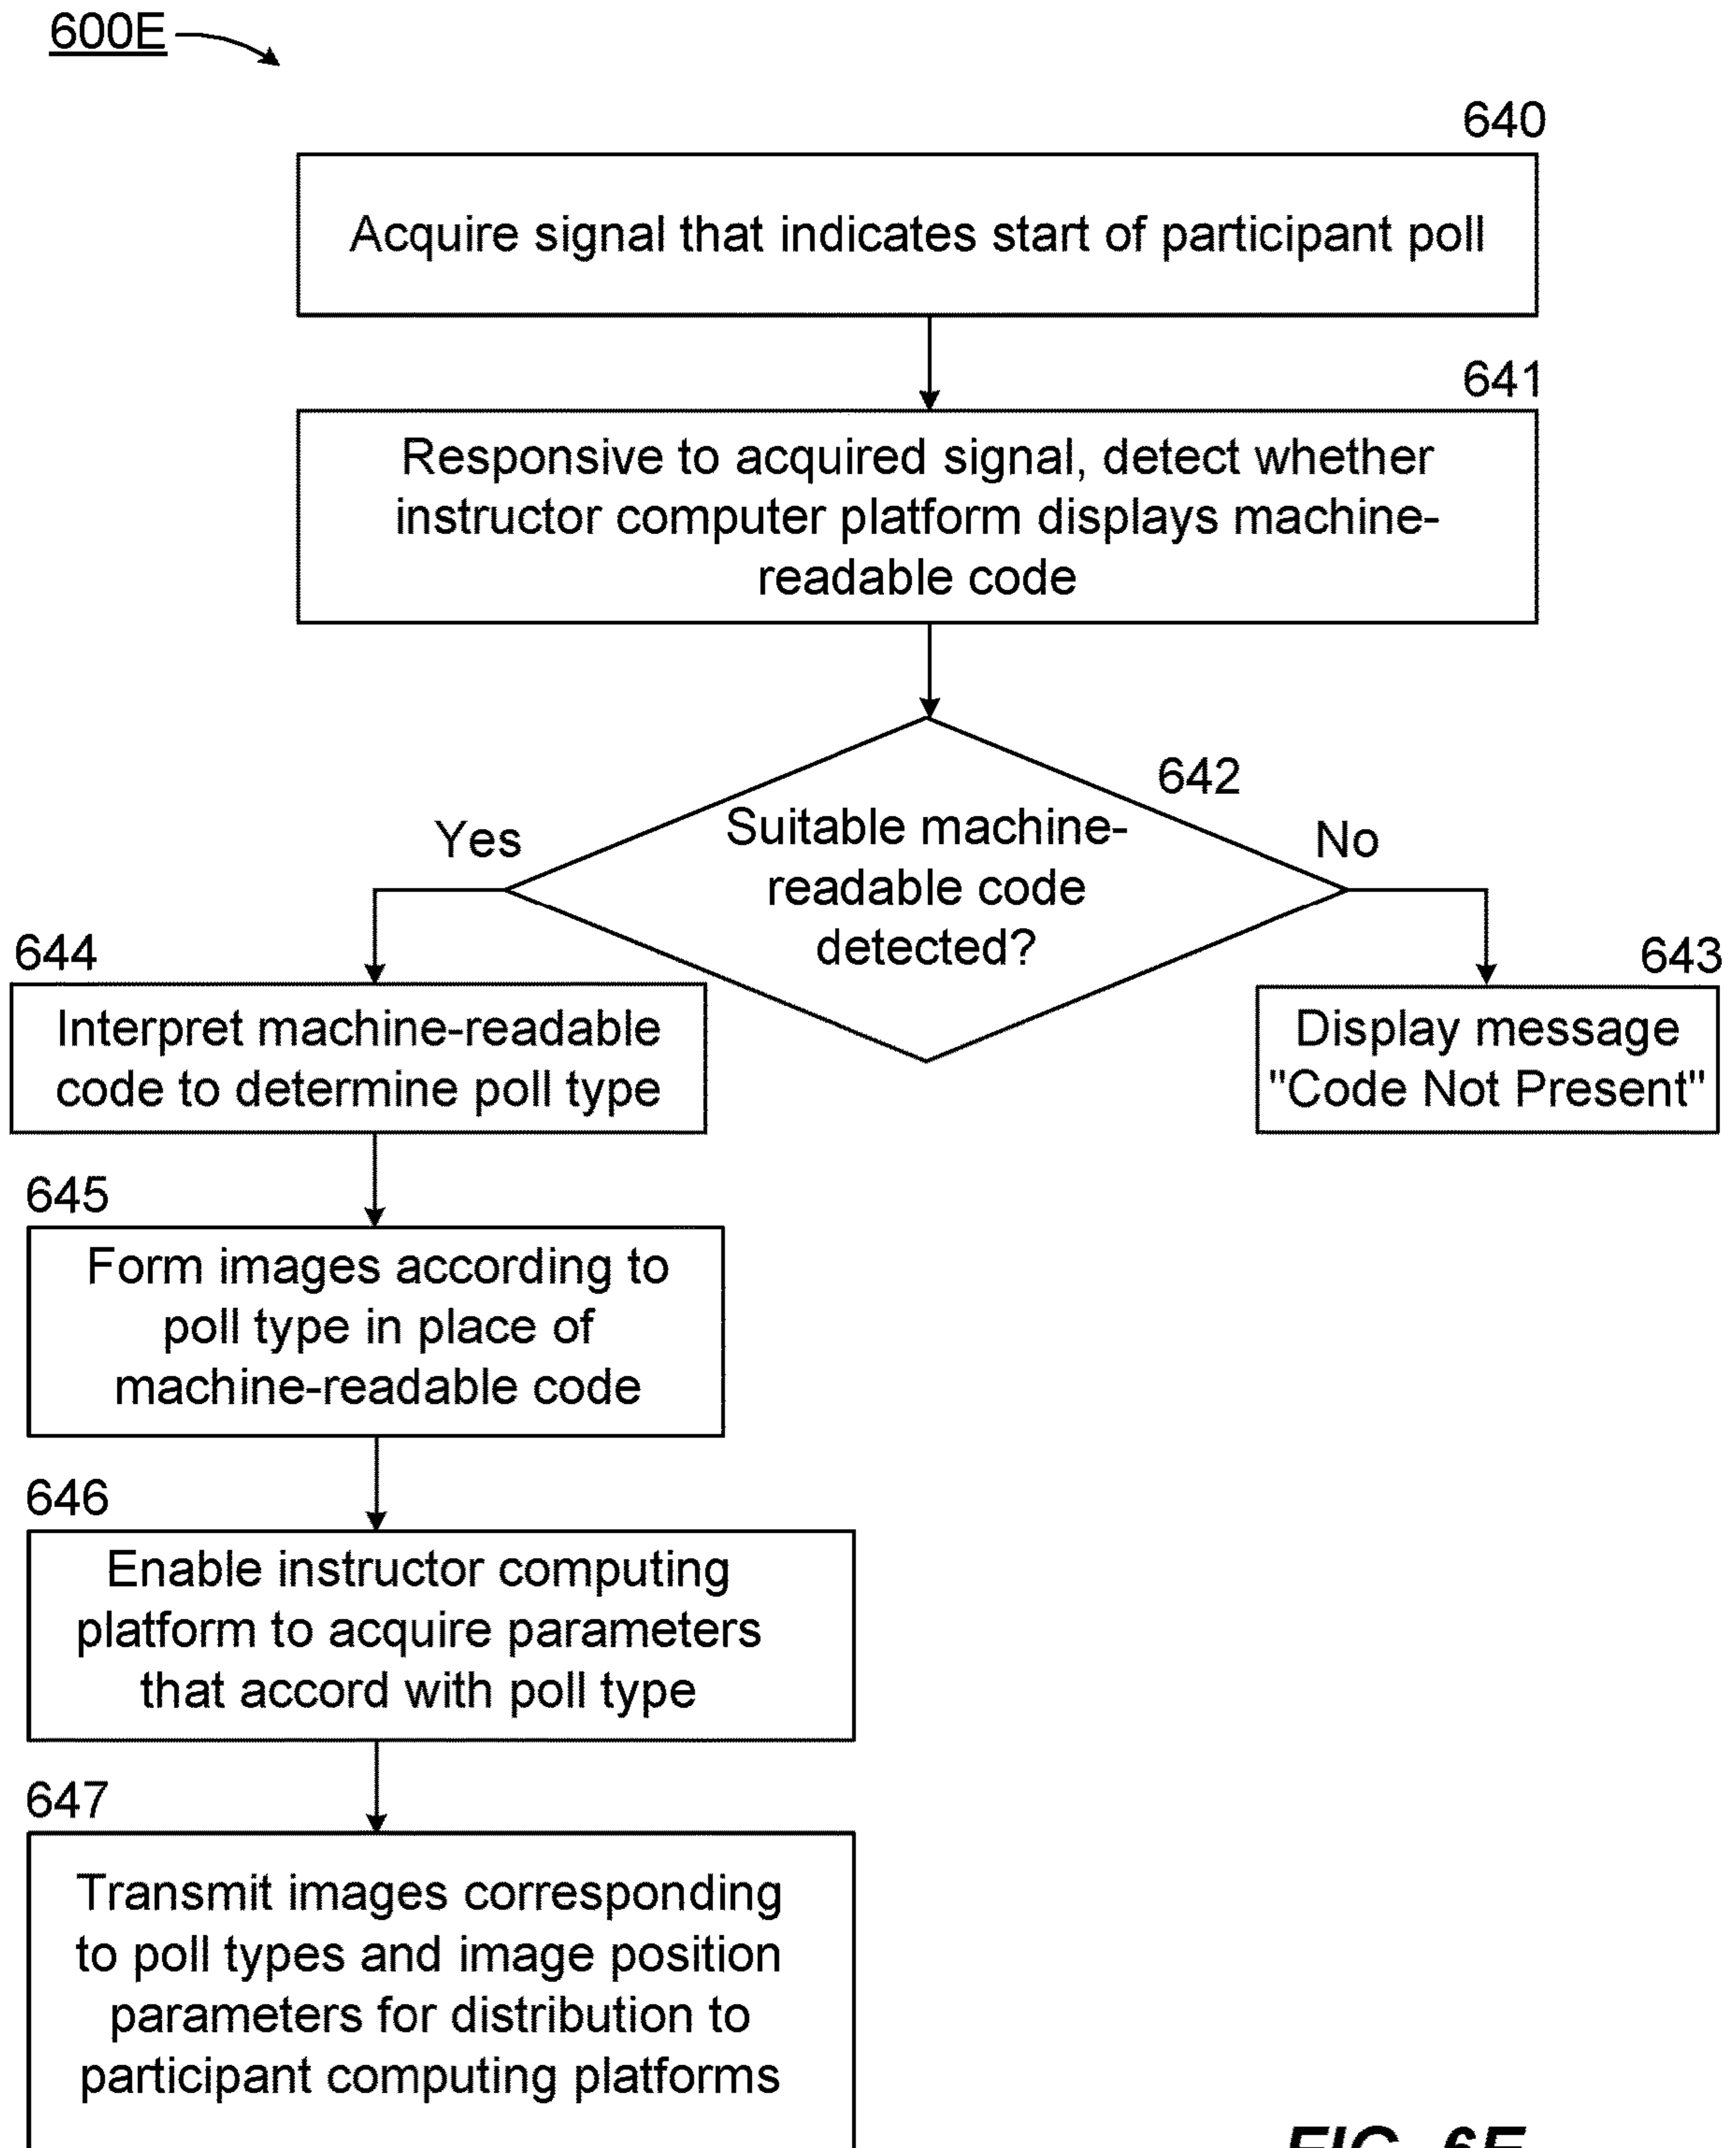 600E
640
Acquire signal that indicates start of participant poll
641
Responsive to acquired signal, detect whether
instructor computer platform displays machine-
readable code
642
Suitable machine-
readable code
detected?
Yes
No
644
Interpret machine-readable
code to determine poll type
643
Display message
"Code Not Present"
645
Form images according to
poll type in place of
machine-readable code
646
Enable instructor computing
platform to acquire parameters
that accord with poll type
647
Transmit images corresponding
to poll types and image position
parameters for distribution to
participant computing platforms
FIG. 6E